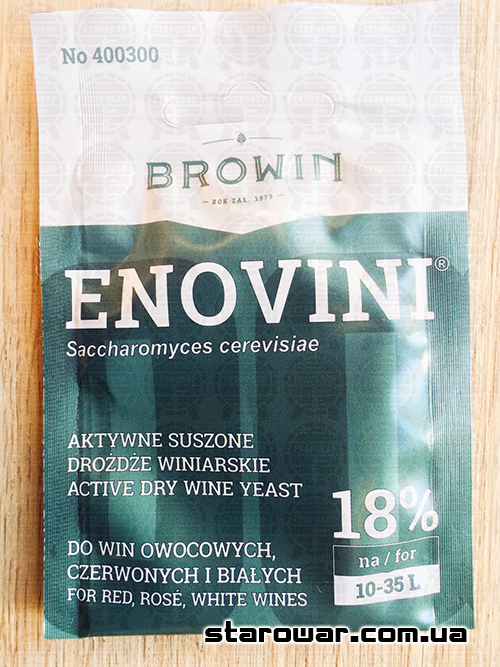 No 400300
BROWIN
ROK ZAŁ. 1979
ENOVINI®
Saccharomyces cerevisiae
AKTYWNE SUSZONE
DROŻDŻE WINIARSKIE
ACTIVE DRY WINE YEAST
18%
na / for
10-35 L
DO WIN OWOCOWYCH,
CZERWONYCH I BIAŁYCH
FOR RED, ROSÉ, WHITE WINES
starowar.com.ua